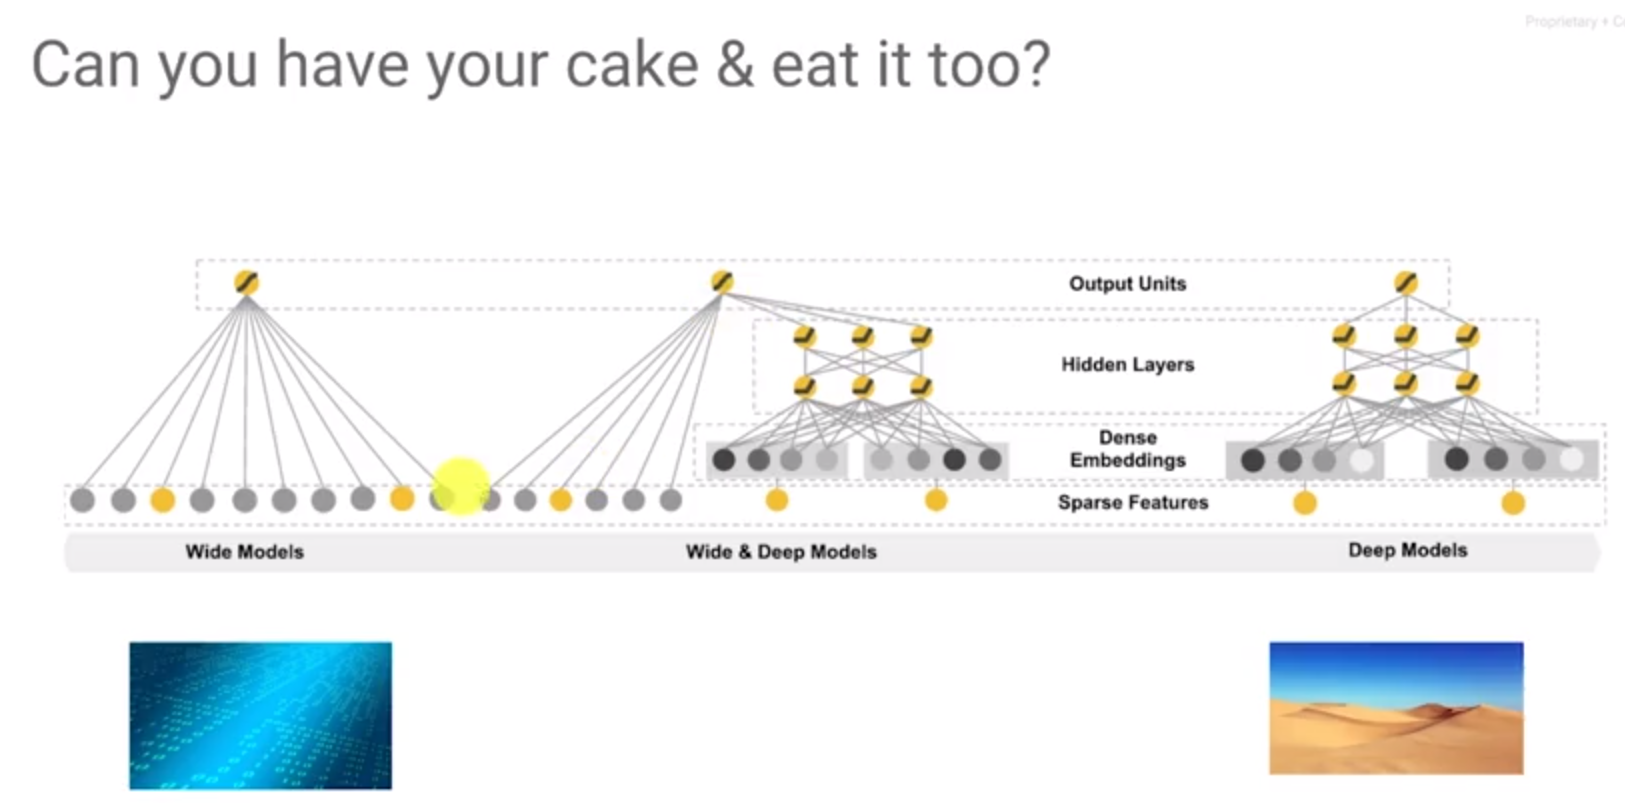 Proprietary + C
Can you have your cake & eat it too?
Output Units
Hidden Layers
Dense
Embeddings
Sparse Features
Wide Models
Wide & Deep Models
Deep Models